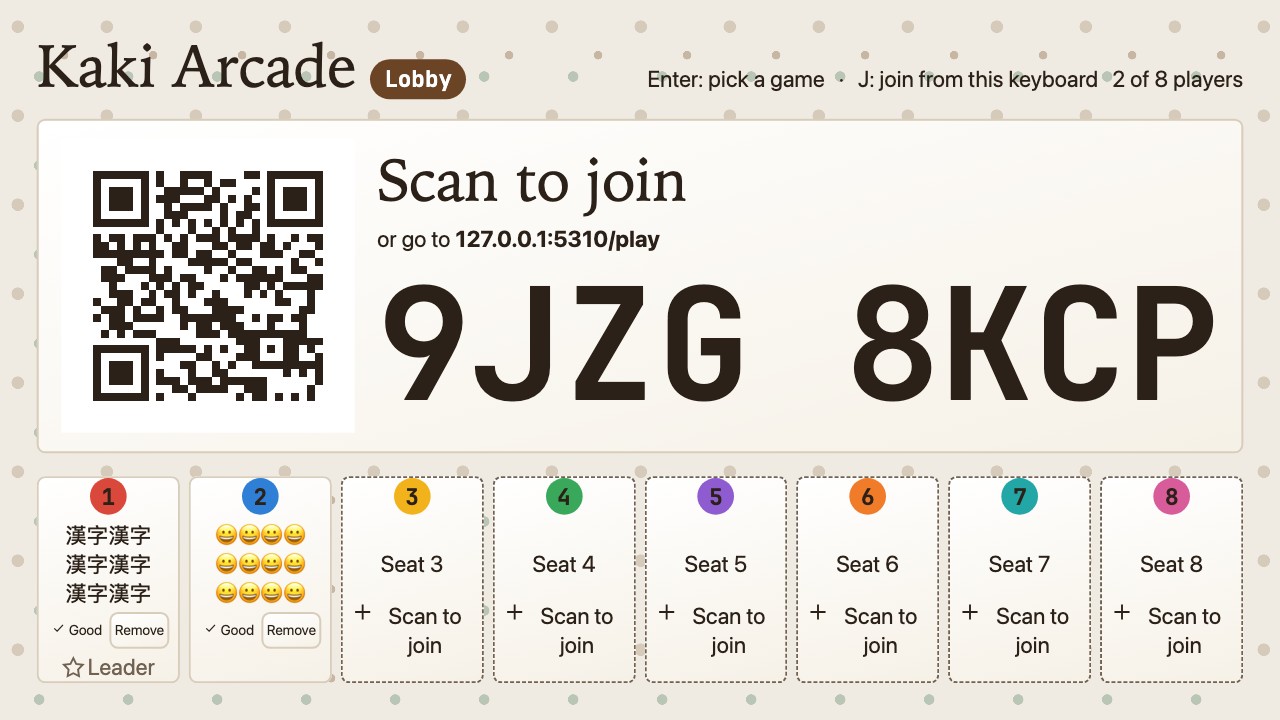 Kaki Arcade Lobby
Enter: pick a game · J: join from this keyboard 2 of 8 players
Scan to join
or go to 127.0.0.1:5310/play
9JZG 8KCP
1
漢字漢字
漢字漢字
漢字漢字
✓ Good Remove
☆ Leader
2
😀😀😀😀
😀😀😀😀
😀😀😀😀
✓ Good Remove
3
Seat 3
+ Scan to
join
4
Seat 4
+ Scan to
join
5
Seat 5
+ Scan to
join
6
Seat 6
+ Scan to
join
7
Seat 7
+ Scan to
join
8
Seat 8
+ Scan to
join